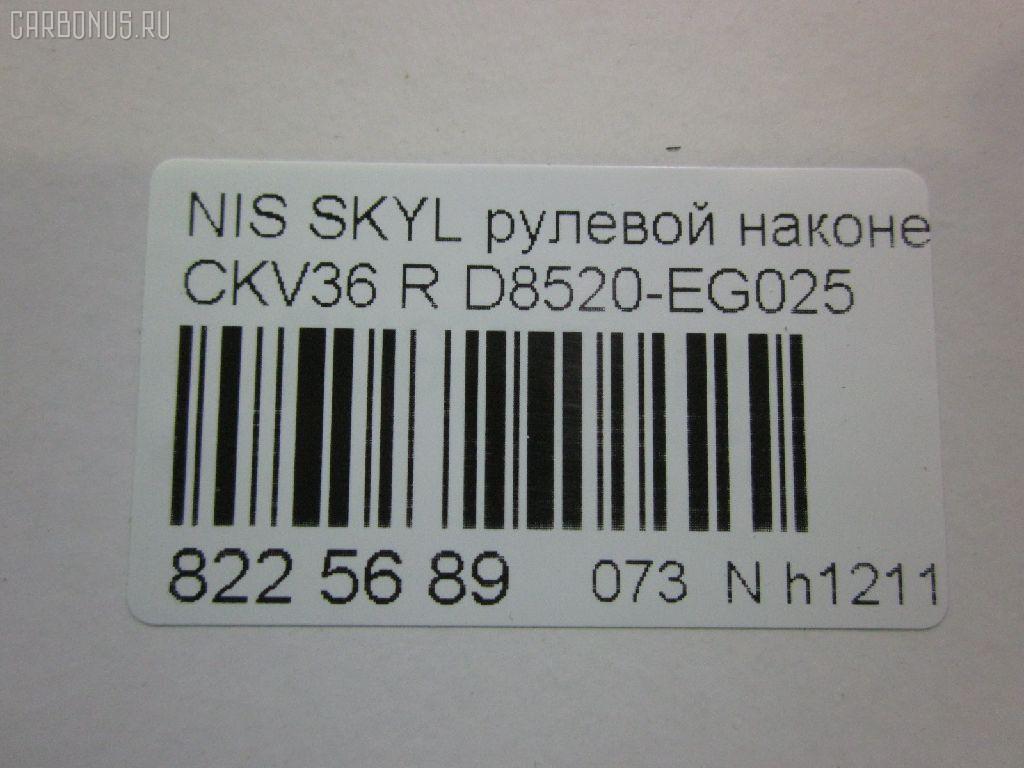 CARBONUS.RU
NIS SKYL рулевой наконе
CKV36 R D8520-EG025
822 56 89 073 N h1211